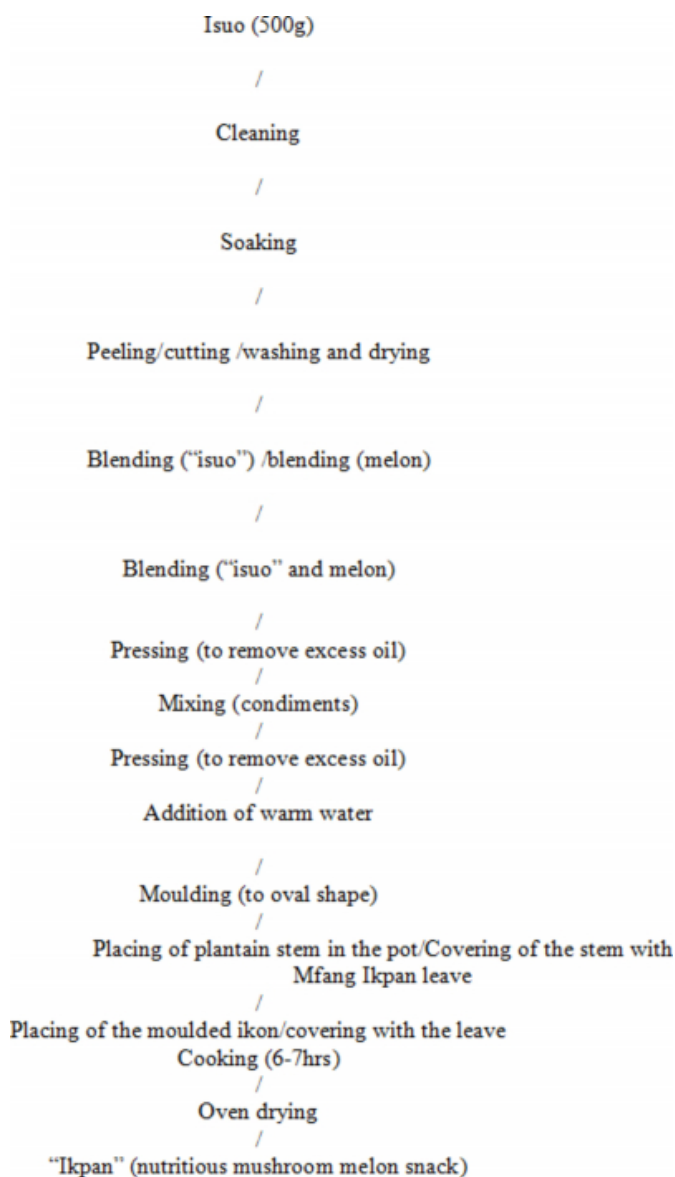 Isuo (500g)
/
Cleaning
/
Soaking
/
Peeling/cutting /washing and drying
/
Blending (“isuo”) /blending (melon)
/
Blending (“isuo” and melon)
/
Pressing (to remove excess oil)
/
Mixing (condiments)
/
Pressing (to remove excess oil)
/
Addition of warm water
/
Moulding (to oval shape)
/
Placing of plantain stem in the pot/Covering of the stem with
Mfang Ikpan leave
/
Placing of the moulded ikon/covering with the leave
Cooking (6-7hrs)
/
Oven drying
/
“Ikpan” (nutritious mushroom melon snack)